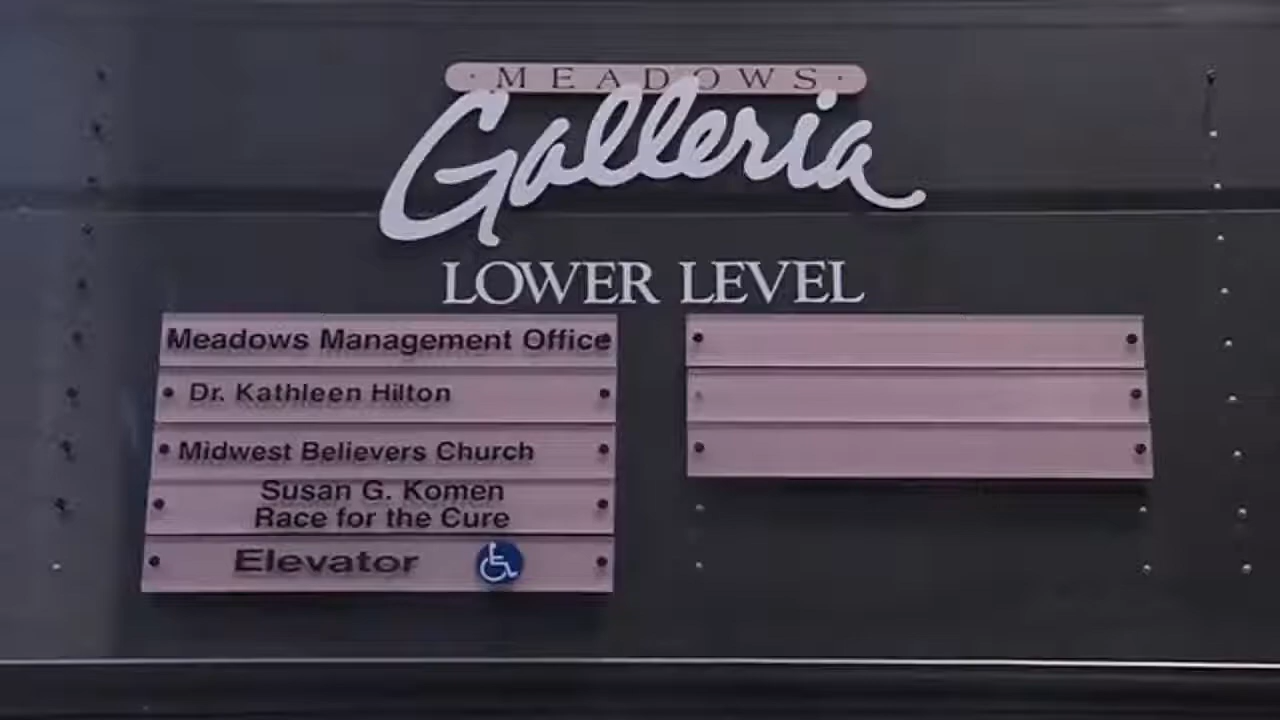 ·MEADOWS·
Galleria
LOWER LEVEL
Meadows Management Office
Dr. Kathleen Hilton
Midwest Believers Church
Susan G. Komen
Race for the Cure
Elevator